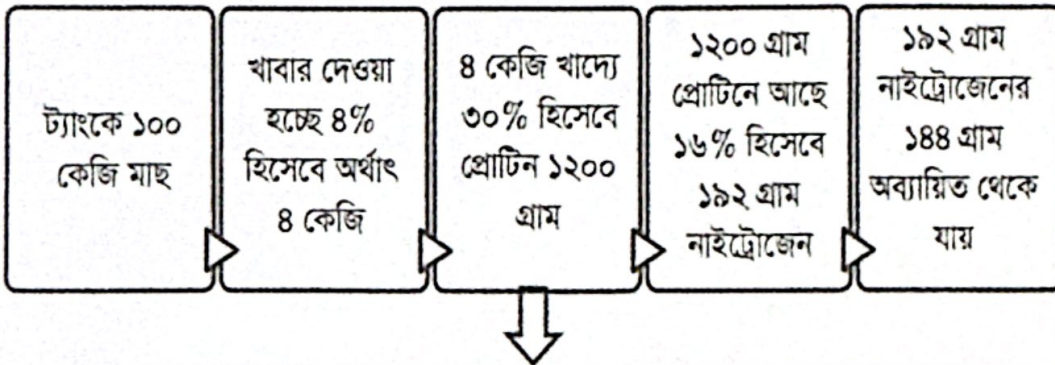 ট্যাংকে ১০০
কেজি মাছ
খাবার দেওয়া
হচ্ছে ৪%
হিসেবে অর্থাৎ
৪ কেজি
৪ কেজি খাদ্যে
৩০% হিসেবে
প্রোটিন ১২০০
গ্রাম
১২০০ গ্রাম
প্রোটিনে আছে
১৬% হিসেবে
১৯২ গ্রাম
নাইট্রোজেন
১৯২ গ্রাম
নাইট্রোজেনের
১৪৪ গ্রাম
অব্যায়িত থেকে
যায়